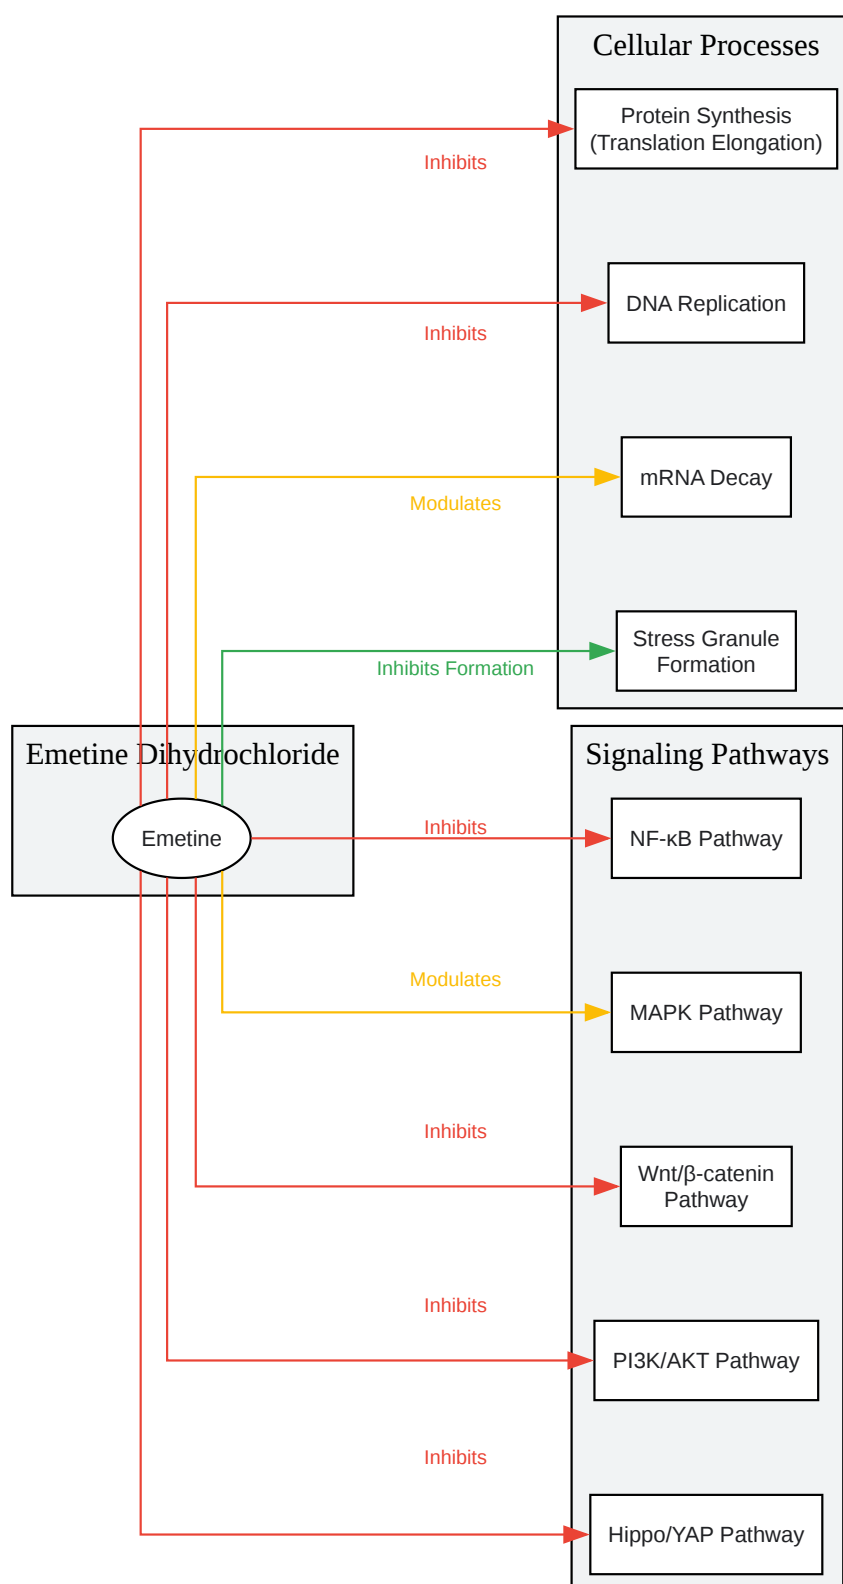 Cellular Processes
Protein Synthesis
(Translation Elongation)
Inhibits
DNA Replication
Inhibits
mRNA Decay
Modulates
Stress Granule
Formation
Inhibits Formation
Emetine Dihydrochloride
Emetine
Signaling Pathways
Inhibits
NF-κB Pathway
Modulates
MAPK Pathway
Inhibits
Wnt/β-catenin
Pathway
Inhibits
PI3K/AKT Pathway
Inhibits
Hippo/YAP Pathway